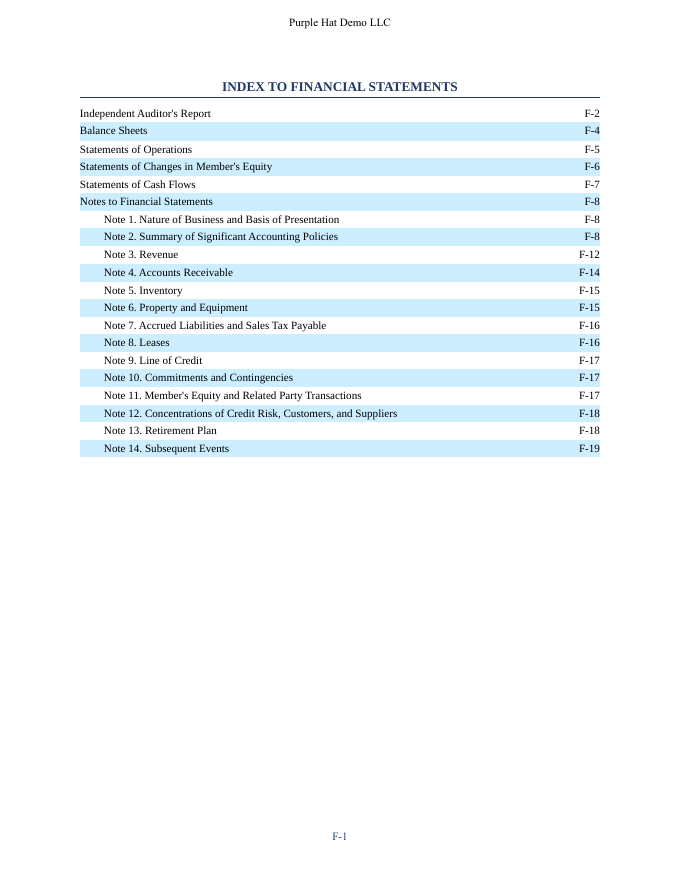 Purple Hat Demo LLC
INDEX TO FINANCIAL STATEMENTS
Independent Auditor's Report F-2
Balance Sheets F-4
Statements of Operations F-5
Statements of Changes in Member's Equity F-6
Statements of Cash Flows F-7
Notes to Financial Statements F-8
Note 1. Nature of Business and Basis of Presentation F-8
Note 2. Summary of Significant Accounting Policies F-8
Note 3. Revenue F-12
Note 4. Accounts Receivable F-14
Note 5. Inventory F-15
Note 6. Property and Equipment F-15
Note 7. Accrued Liabilities and Sales Tax Payable F-16
Note 8. Leases F-16
Note 9. Line of Credit F-17
Note 10. Commitments and Contingencies F-17
Note 11. Member's Equity and Related Party Transactions F-17
Note 12. Concentrations of Credit Risk, Customers, and Suppliers F-18
Note 13. Retirement Plan F-18
Note 14. Subsequent Events F-19
F-1